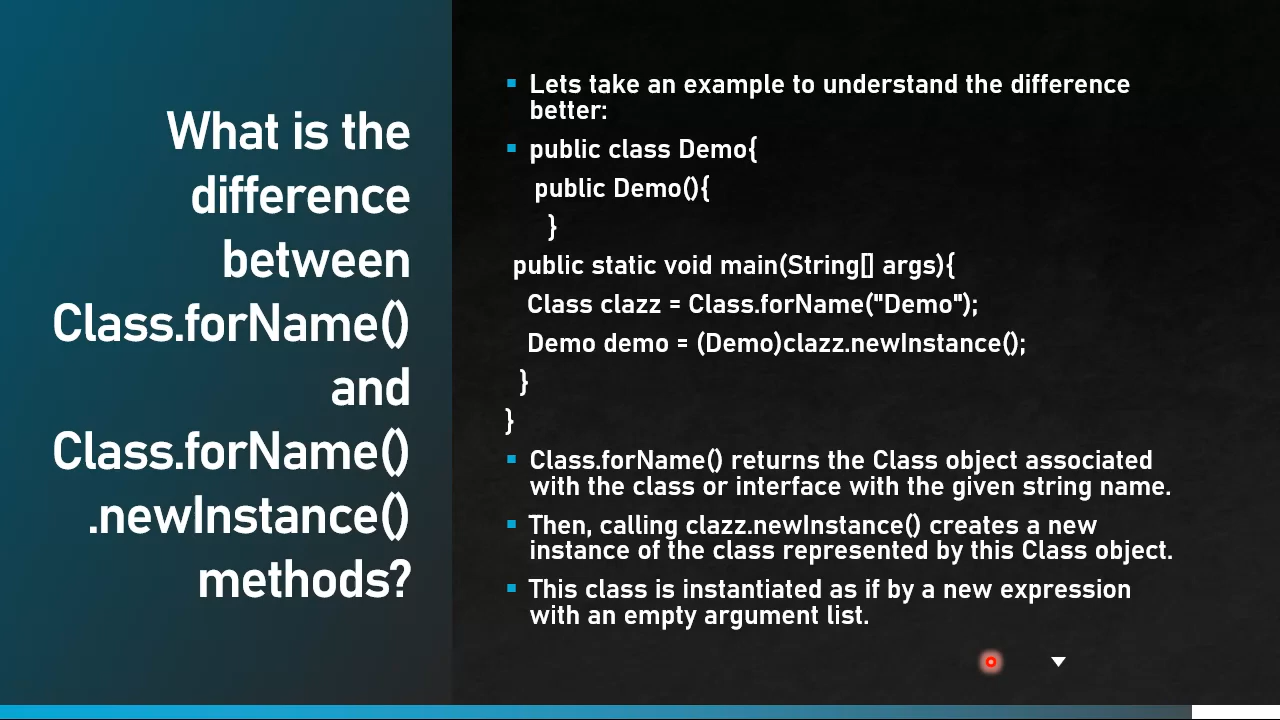 What is the
difference
between
Class.forName()
and
Class.forName()
.newInstance()
methods?
Lets take an example to understand the difference
better:
public class Demo{
public Demo(){
}
public static void main(String[] args){
Class clazz = Class.forName("Demo");
Demo demo = (Demo)clazz.newInstance();
}
}
Class.forName() returns the Class object associated
with the class or interface with the given string name.
Then, calling clazz.newInstance() creates a new
instance of the class represented by this Class object.
This class is instantiated as if by a new expression
with an empty argument list.